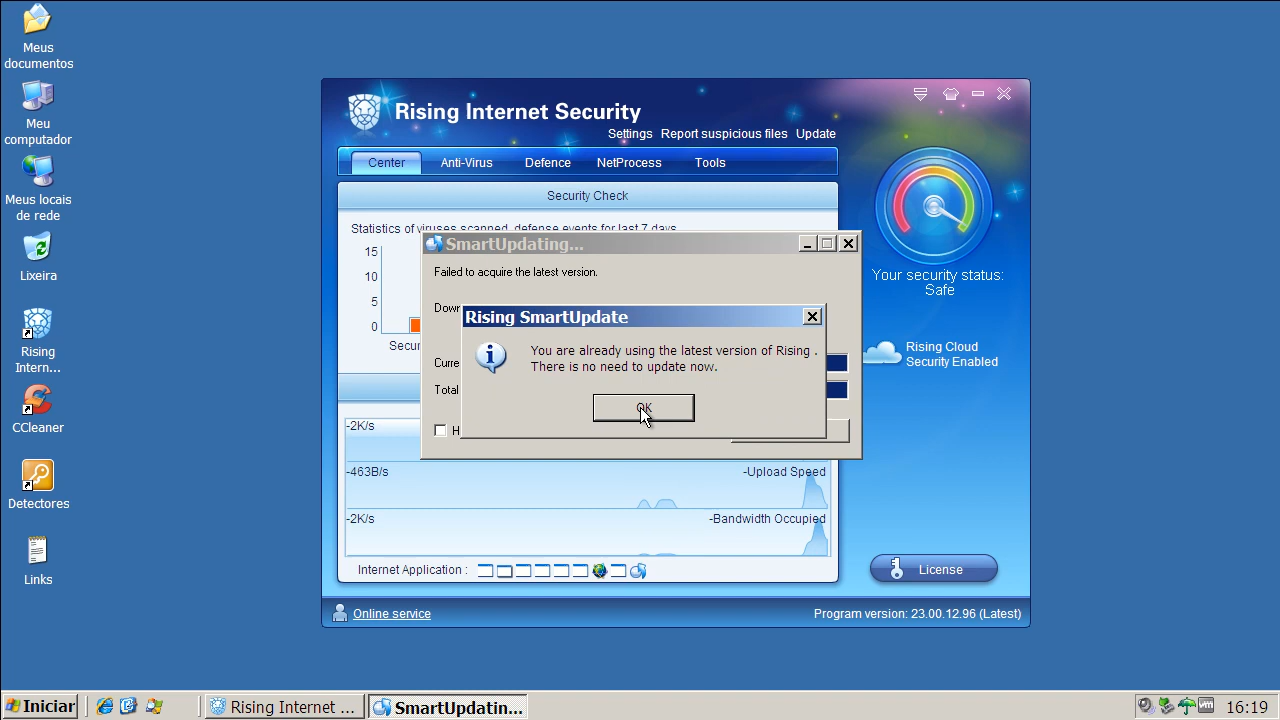 Meus
documentos
Meu
computador
Meus locais
de rede
Lixeira
Rising
Intern...
CCleaner
Detectores
Links
Rising Internet Security
Settings Report suspicious files Update
Center Anti-Virus Defence NetProcess Tools
Security Check
Statistics of viruses scanned, defense events for last 7 days
15
10
5
0
Secur
SmartUpdating...
Failed to acquire the latest version.
Down
Curre
Total
H
Rising SmartUpdate
You are already using the latest version of Rising .
There is no need to update now.
OK
-2K/s
-463B/s -Upload Speed
-2K/s -Bandwidth Occupied
Internet Application :
Your security status:
Safe
Rising Cloud
Security Enabled
License
Online service
Program version: 23.00.12.96 (Latest)
Iniciar
Rising Internet ...
SmartUpdatin...
16:19